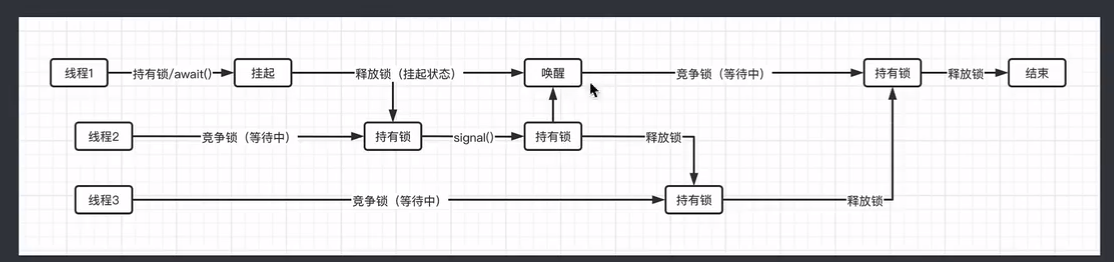 线程1
持有锁/await()
挂起
释放锁（挂起状态）
唤醒
竞争锁（等待中）
持有锁
释放锁
结束
线程2
竞争锁（等待中）
持有锁
signal()
持有锁
释放锁
线程3
竞争锁（等待中）
持有锁
释放锁